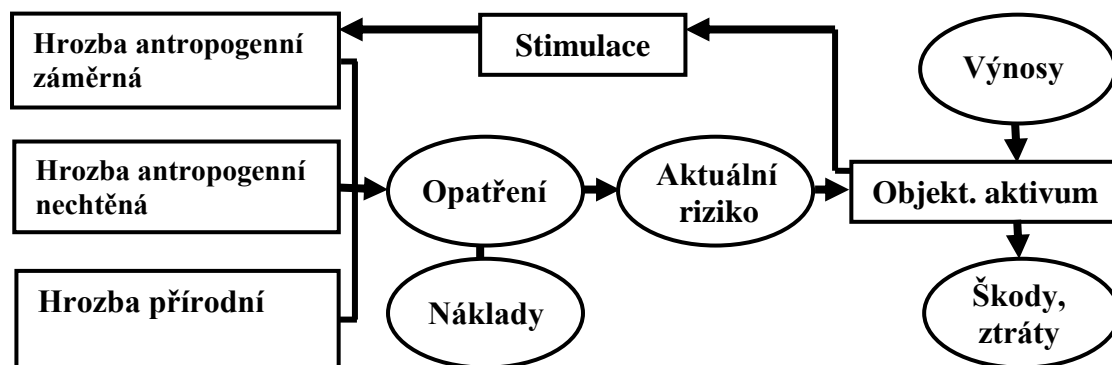 Hrozba antropogenní
záměrná
Stimulace
Výnosy
Hrozba antropogenní
nechtěná
Opatření
Aktuální
riziko
Objekt. aktivum
Hrozba přírodní
Náklady
Škody,
ztráty